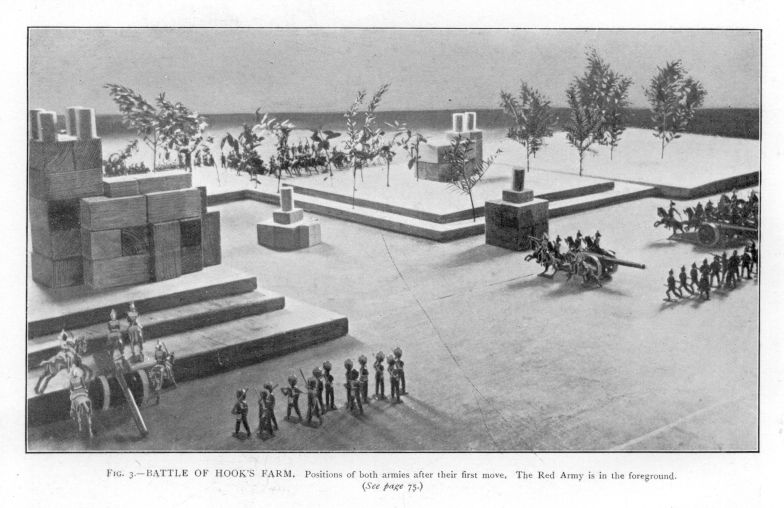 FIG. 3.—BATTLE OF HOOK'S FARM. Positions of both armies after their first move. The Red Army is in the foreground.
(See page 75.)